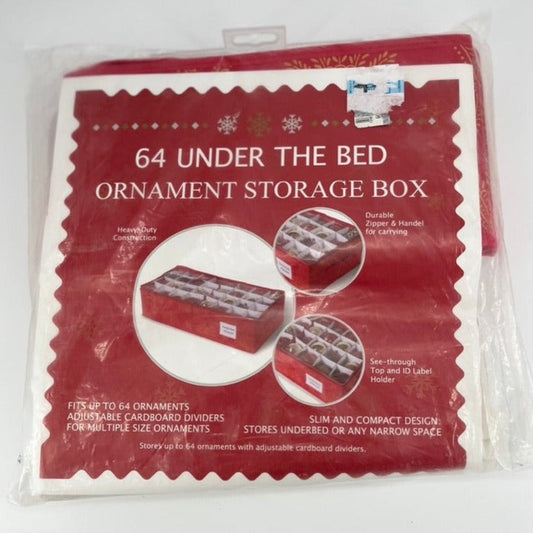 64 UNDER THE BED
ORNAMENT STORAGE BOX
Heavy Duty
Construction
Durable
Zipper & Handel
for carrying
See-through
Top and ID Label
Holder
FITS UP TO 64 ORNAMENTS
ADJUSTABLE CARDBOARD DIVIDERS
FOR MULTIPLE SIZE ORNAMENTS
SLIM AND COMPACT DESIGN
STORES UNDERBED OR ANY NARROW SPACE
Stores up to 64 ornaments with adjustable cardboard dividers.